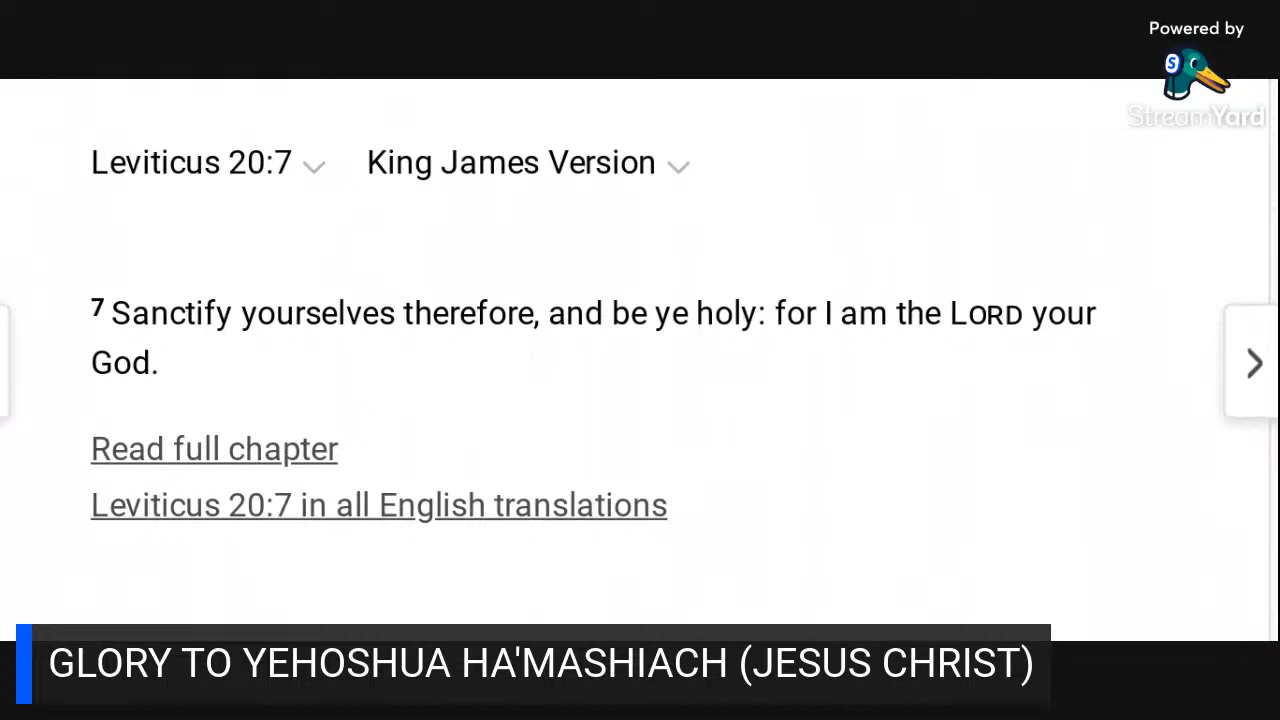 Powered by
S
StreamYard
Leviticus 20:7 King James Version
7 Sanctify yourselves therefore, and be ye holy: for I am the LORD your
God.
Read full chapter
Leviticus 20:7 in all English translations
GLORY TO YEHOSHUA HA'MASHIACH (JESUS CHRIST)